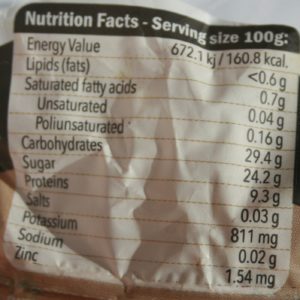 Nutrition Facts - Serving size 100g:
Energy Value 672.1 kj / 160.8 kcal.
Lipids (fats) <0.6 g
Saturated fatty acids 0.7g
Unsaturated 0.04 g
Poliunsaturated 0.16 g
Carbohydrates 29.4 g
Sugar 24.2 g
Proteins 9.3 g
Salts 0.03 g
Potassium 811 mg
Sodium 0.02 g
Zinc 1.54 mg